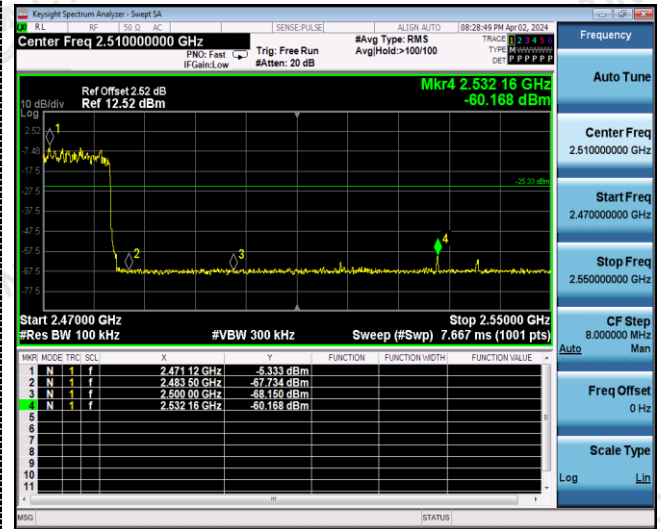 Keysight Spectrum Analyzer - Swept SA
RL RF 50 Ω AC SENSE:PULSE ALIGN AUTO 08:28:49 PM Apr 02, 2024
Center Freq 2.510000000 GHz
PNO: Fast
IFGain:Low
Trig: Free Run
#Atten: 20 dB
#Avg Type: RMS
Avg|Hold:>100/100
TRACE 1 2 3 4 5 6
TYPE M WWWWW
DET P P P P P P
Ref Offset 2.52 dB
Ref 12.52 dBm
10 dB/div
Log
Mkr4 2.532 16 GHz
-60.168 dBm
2.52
-7.48
-17.5
-27.5
-37.5
-47.5
-57.5
-67.5
-77.5
1
2
3
4
-25.33 dBm
Start 2.47000 GHz
Stop 2.55000 GHz
#Res BW 100 kHz #VBW 300 kHz Sweep (#Swp) 7.667 ms (1001 pts)
MKR MODE TRC SCL X Y FUNCTION FUNCTION WIDTH FUNCTION VALUE
1 N 1 f 2.471 12 GHz -5.333 dBm
2 N 1 f 2.483 50 GHz -67.734 dBm
3 N 1 f 2.500 00 GHz -68.150 dBm
4 N 1 f 2.532 16 GHz -60.168 dBm
5
6
7
8
9
10
11
MSG STATUS
Frequency
Auto Tune
Center Freq
2.510000000 GHz
Start Freq
2.470000000 GHz
Stop Freq
2.550000000 GHz
CF Step
8.000000 MHz
Auto Man
Freq Offset
0 Hz
Scale Type
Log Lin